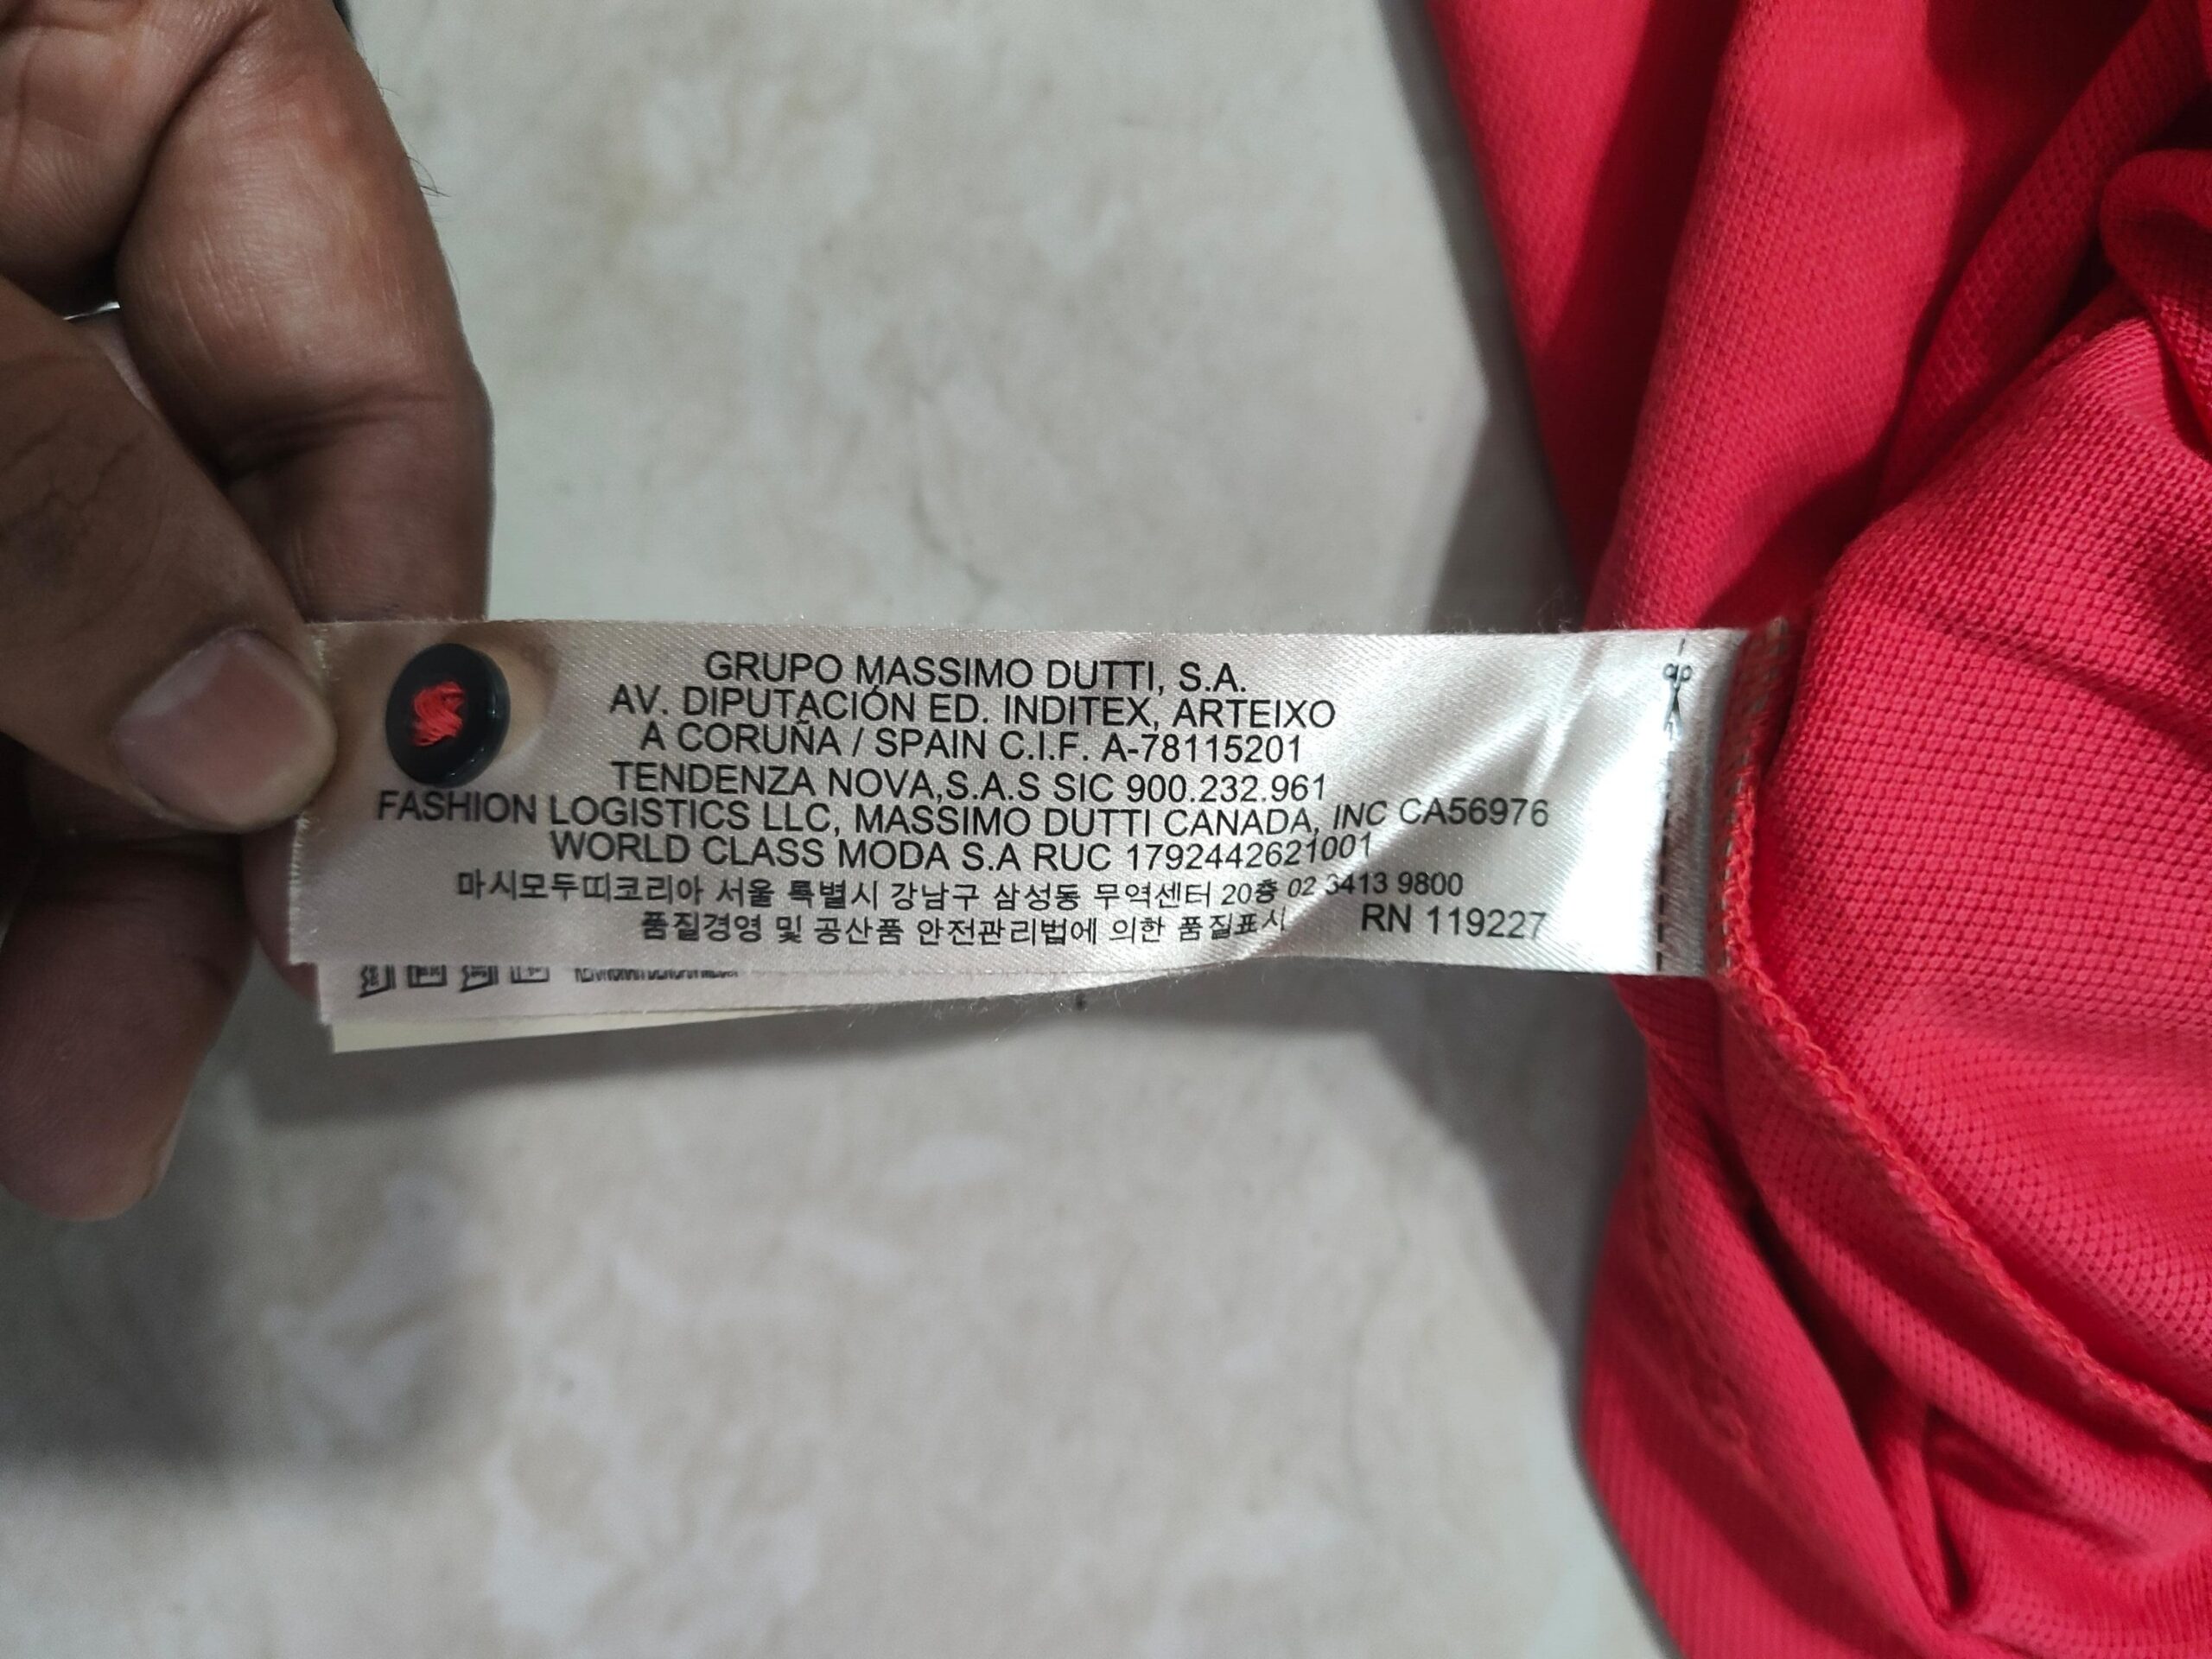 GRUPO MASSIMO DUTTI, S.A.
AV. DIPUTACIÓN ED. INDITEX, ARTEIXO
A CORUÑA / SPAIN C.I.F. A-78115201
TENDENZA NOVA,S.A.S SIC 900.232.961
FASHION LOGISTICS LLC, MASSIMO DUTTI CANADA, INC CA56976
WORLD CLASS MODA S.A RUC 1792442621001
마시모두띠코리아 서울 특별시 강남구 삼성동 무역센터 20층 02 3413 9800
품질경영 및 공산품 안전관리법에 의한 품질표시 RN 119227